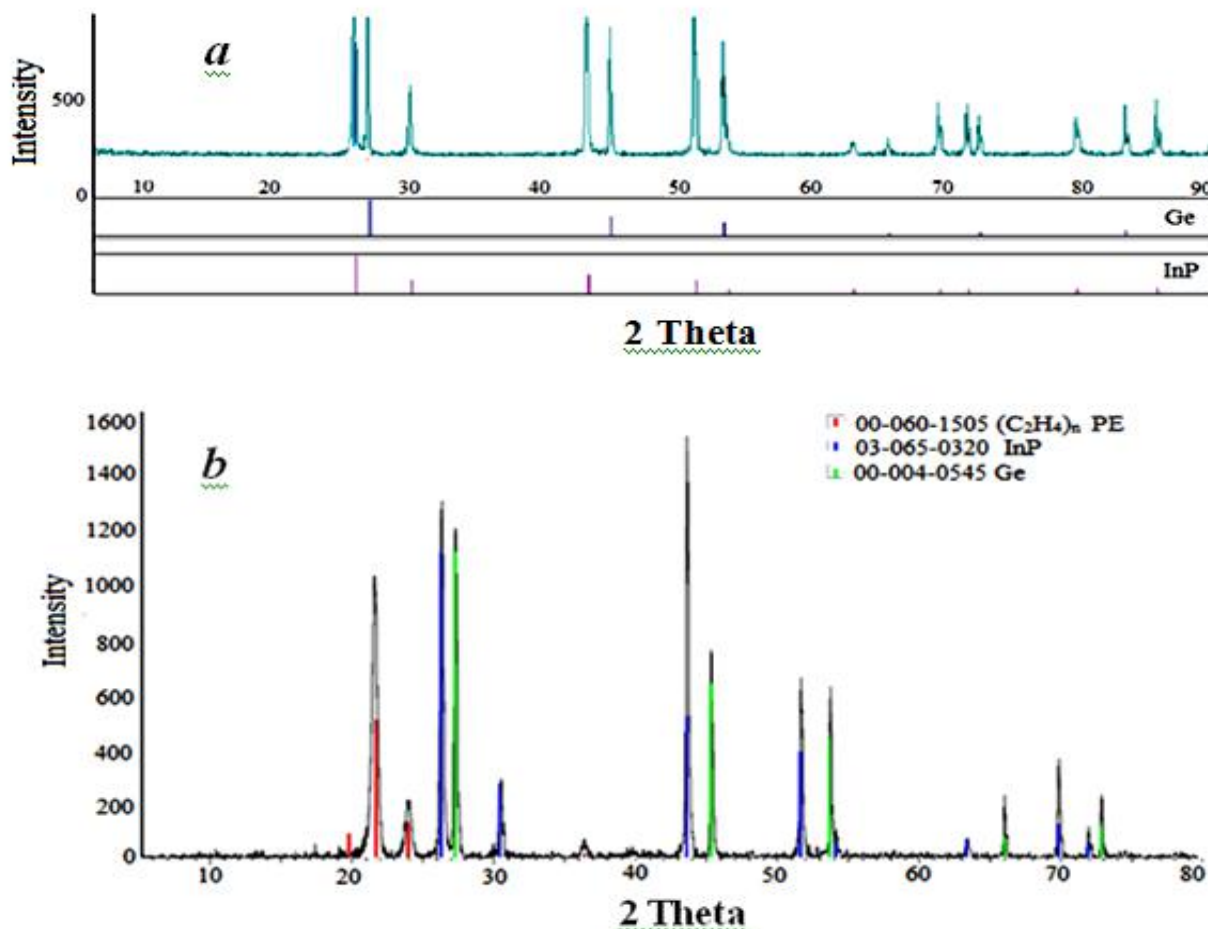 a
Intensity
500
0
10 20 30 40 50 60 70 80 90
Ge
InP
2 Theta
b
Intensity
1600
1400
1200
1000
800
600
400
200
0
00-060-1505 (C₂H₄)ₙ PE
03-065-0320 InP
00-004-0545 Ge
10 20 30 40 50 60 70 80
2 Theta